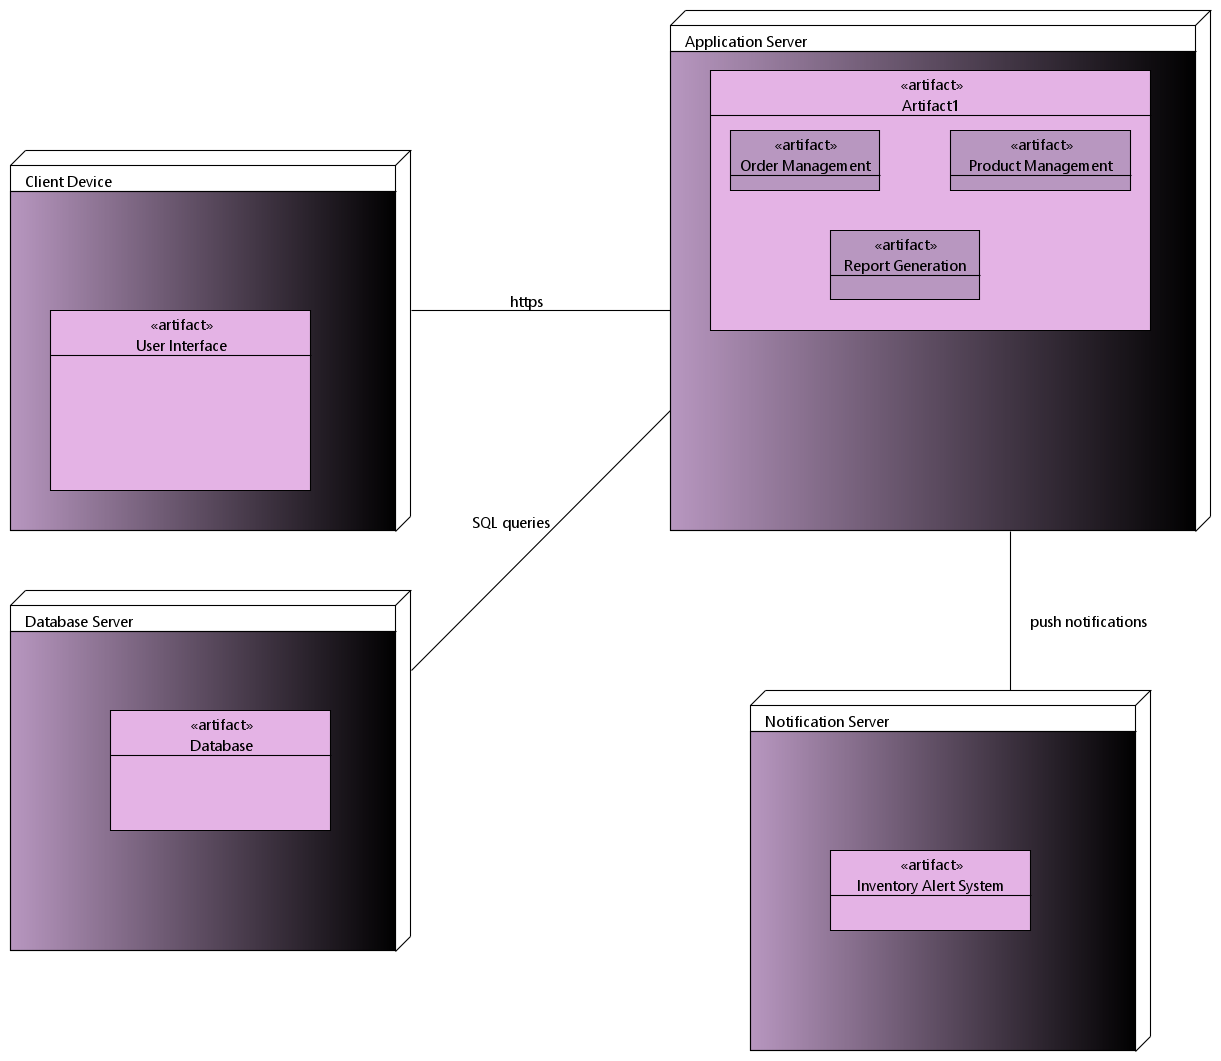 Application Server
«artifact»
Artifact1
«artifact»
Order Management
«artifact»
Product Management
«artifact»
Report Generation
Client Device
«artifact»
User Interface
https
SQL queries
Database Server
«artifact»
Database
push notifications
Notification Server
«artifact»
Inventory Alert System